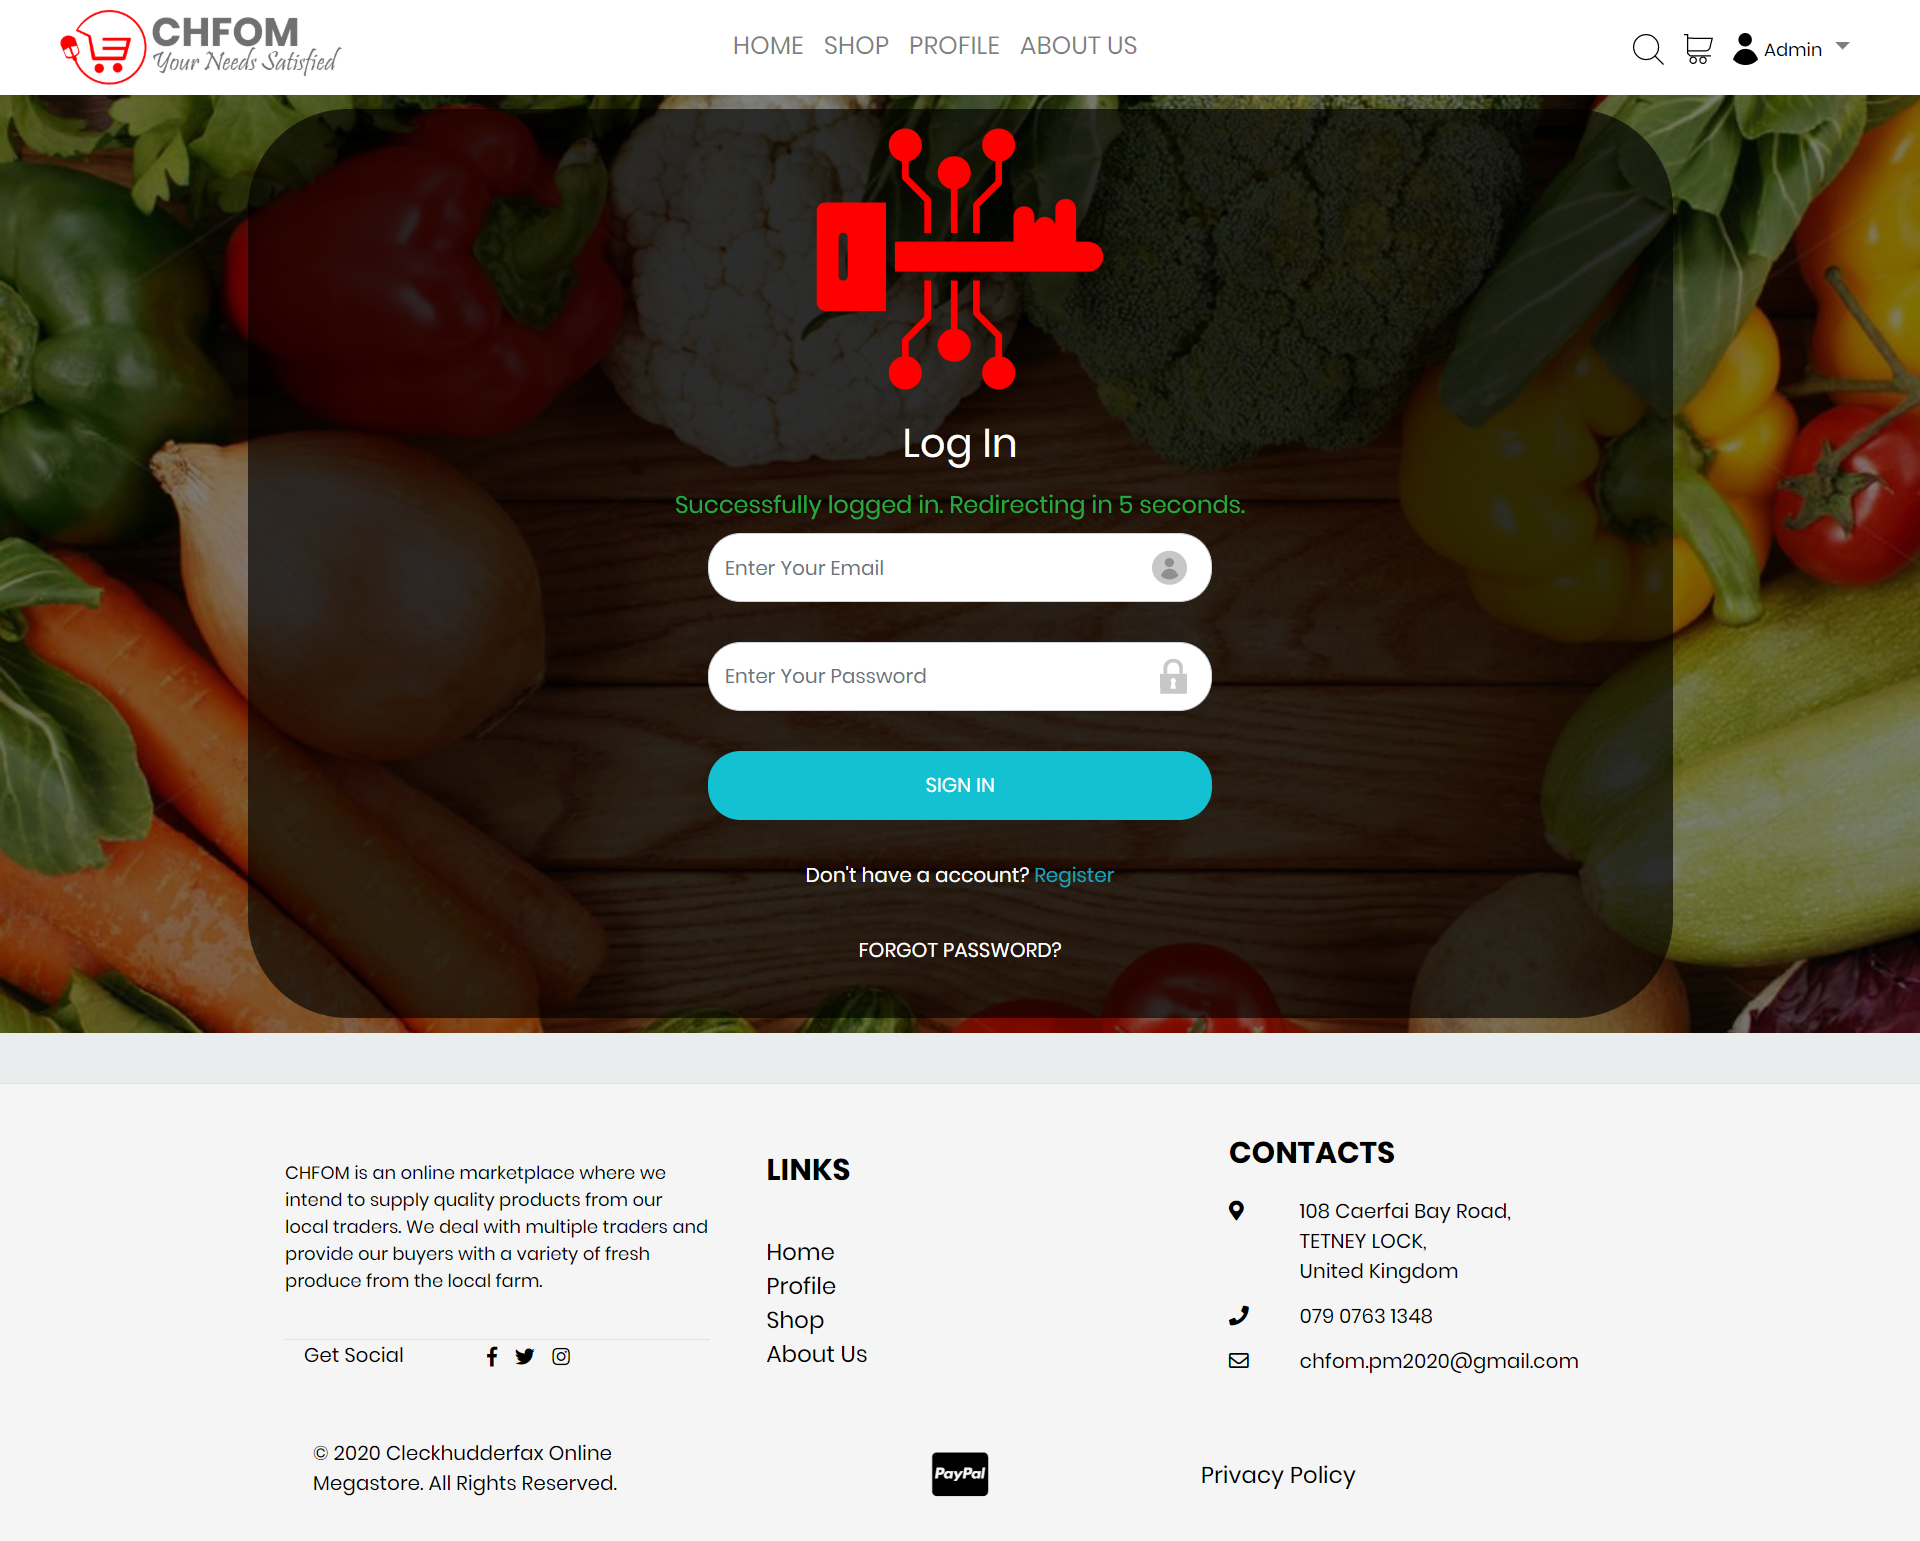 CHFOM
Your Needs Satisfied
HOME SHOP PROFILE ABOUT US
Admin
Log In
Successfully logged in. Redirecting in 5 seconds.
Enter Your Email
Enter Your Password
SIGN IN
Don't have a account? Register
FORGOT PASSWORD?
CHFOM is an online marketplace where we
intend to supply quality products from our
local traders. We deal with multiple traders and
provide our buyers with a variety of fresh
produce from the local farm.
Get Social
LINKS
Home
Profile
Shop
About Us
CONTACTS
108 Caerfai Bay Road,
TETNEY LOCK,
United Kingdom
079 0763 1348
chfom.pm2020@gmail.com
© 2020 Cleckhudderfax Online
Megastore. All Rights Reserved.
PayPal
Privacy Policy